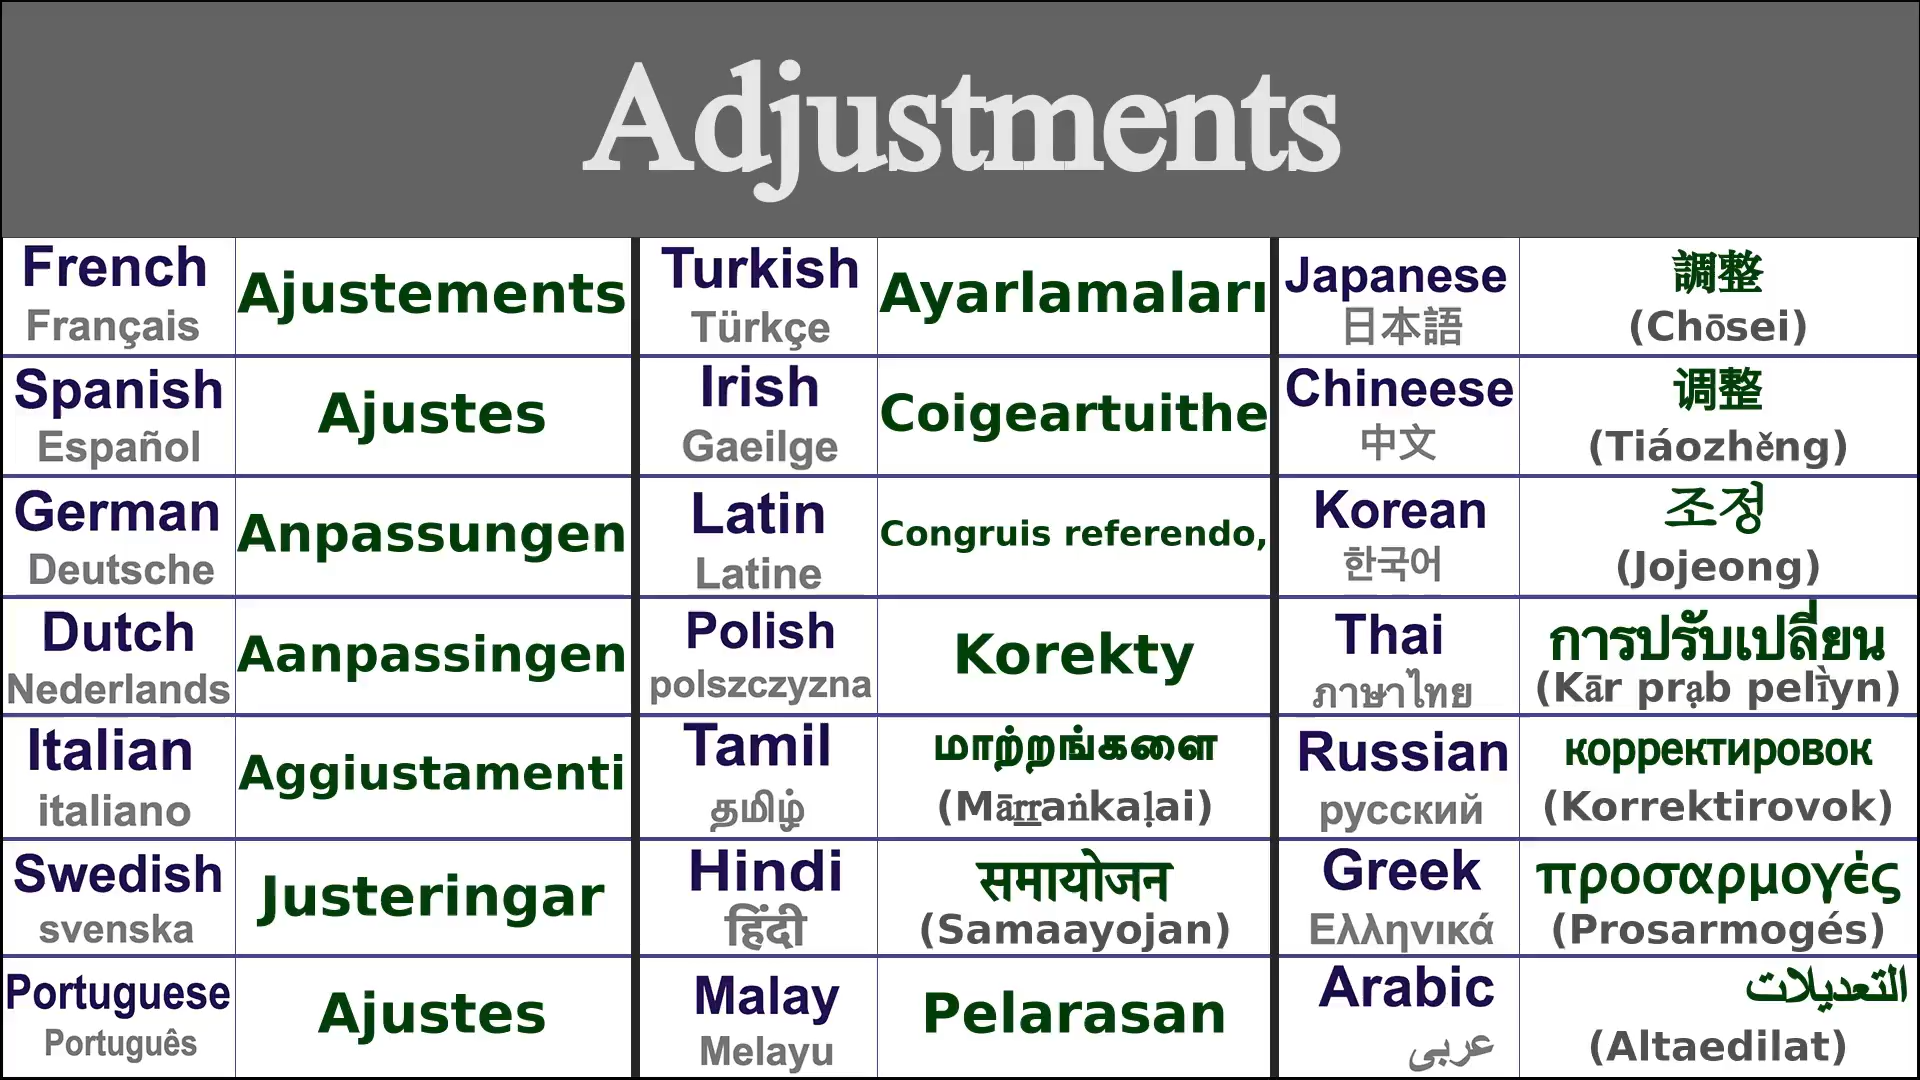 Adjustments
French
Français
Ajustements
Turkish
Türkçe
Ayarlamaları
Japanese
日本語
調整
(Chōsei)
Spanish
Español
Ajustes
Irish
Gaeilge
Coigeartuithe
Chineese
中文
调整
(Tiáozhěng)
German
Deutsche
Anpassungen
Latin
Latine
Congruis referendo,
Korean
한국어
조정
(Jojeong)
Dutch
Nederlands
Aanpassingen
Polish
polszczyzna
Korekty
Thai
ภาษาไทย
การปรับเปลี่ยน
(Kār prạb pelī̀yn)
Italian
italiano
Aggiustamenti
Tamil
தமிழ்
மாற்றங்களை
(Māṟṟaṅkaḷai)
Russian
русский
корректировок
(Korrektirovok)
Swedish
svenska
Justeringar
Hindi
हिंदी
समायोजन
(Samaayojan)
Greek
Ελληνικά
προσαρμογές
(Prosarmogés)
Portuguese
Português
Ajustes
Malay
Melayu
Pelarasan
Arabic
عربى
التعديلات
(Altaedilat)